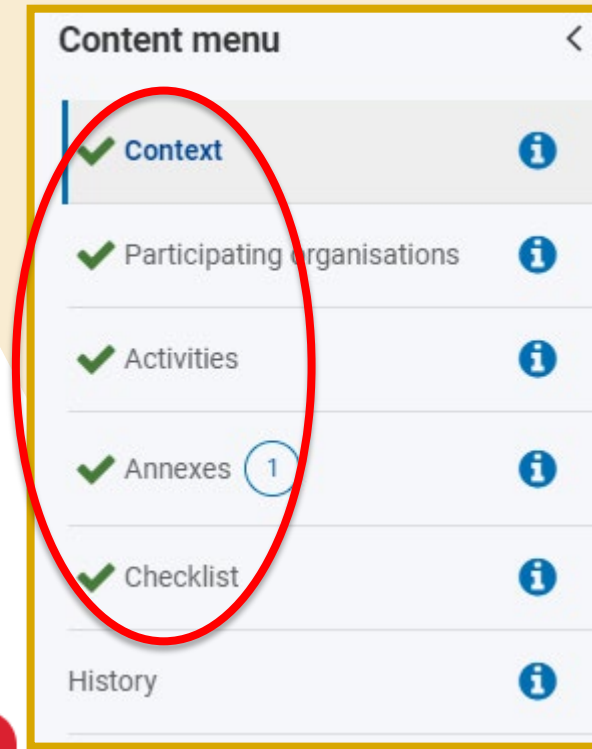 Content menu
Context
Participating organisations
Activities
Annexes 1
Checklist
History